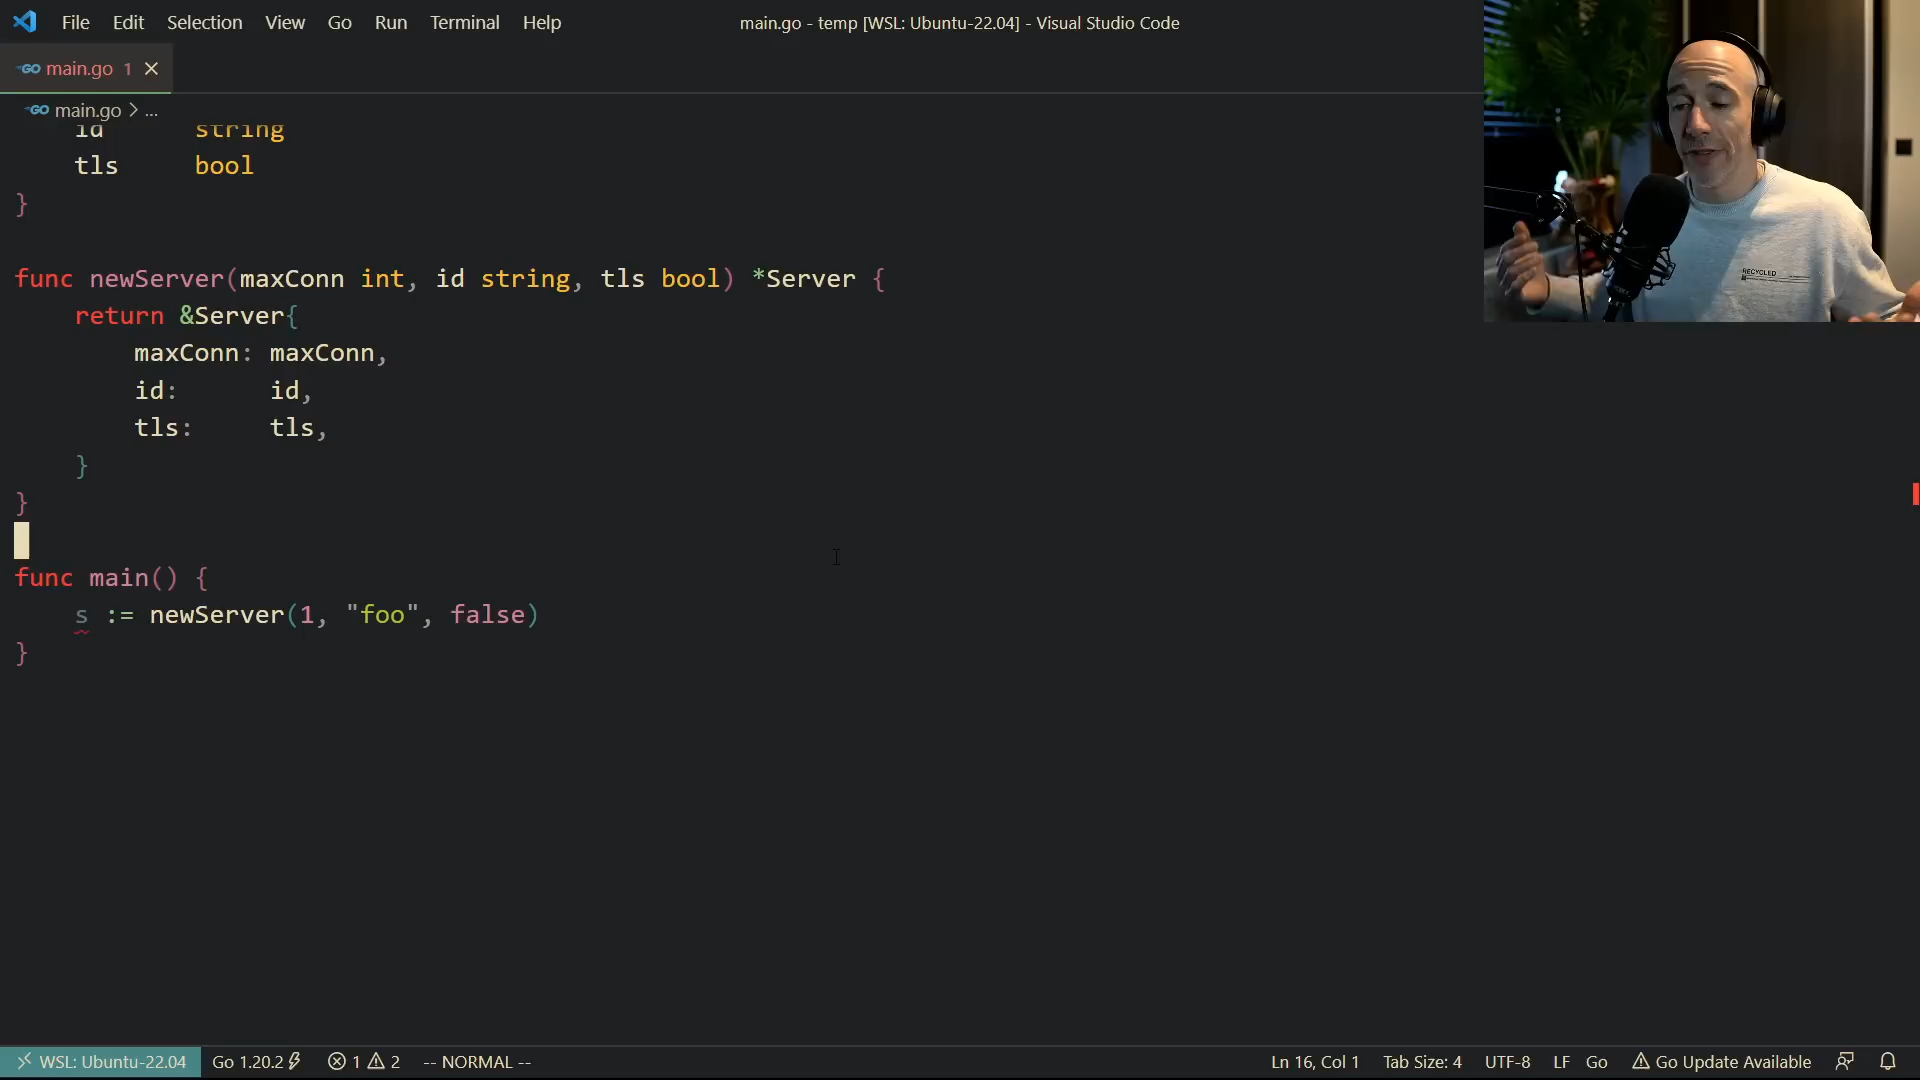 File Edit Selection View Go Run Terminal Help
main.go - temp [WSL: Ubuntu-22.04] - Visual Studio Code
GO main.go 1
GO main.go > ...
id string
tls bool
}
func newServer(maxConn int, id string, tls bool) *Server {
return &Server{
maxConn: maxConn,
id: id,
tls: tls,
}
}
func main() {
s := newServer(1, "foo", false)
}
RECYCLED
WSL: Ubuntu-22.04 Go 1.20.2 1 2 -- NORMAL -- Ln 16, Col 1 Tab Size: 4 UTF-8 LF Go Go Update Available